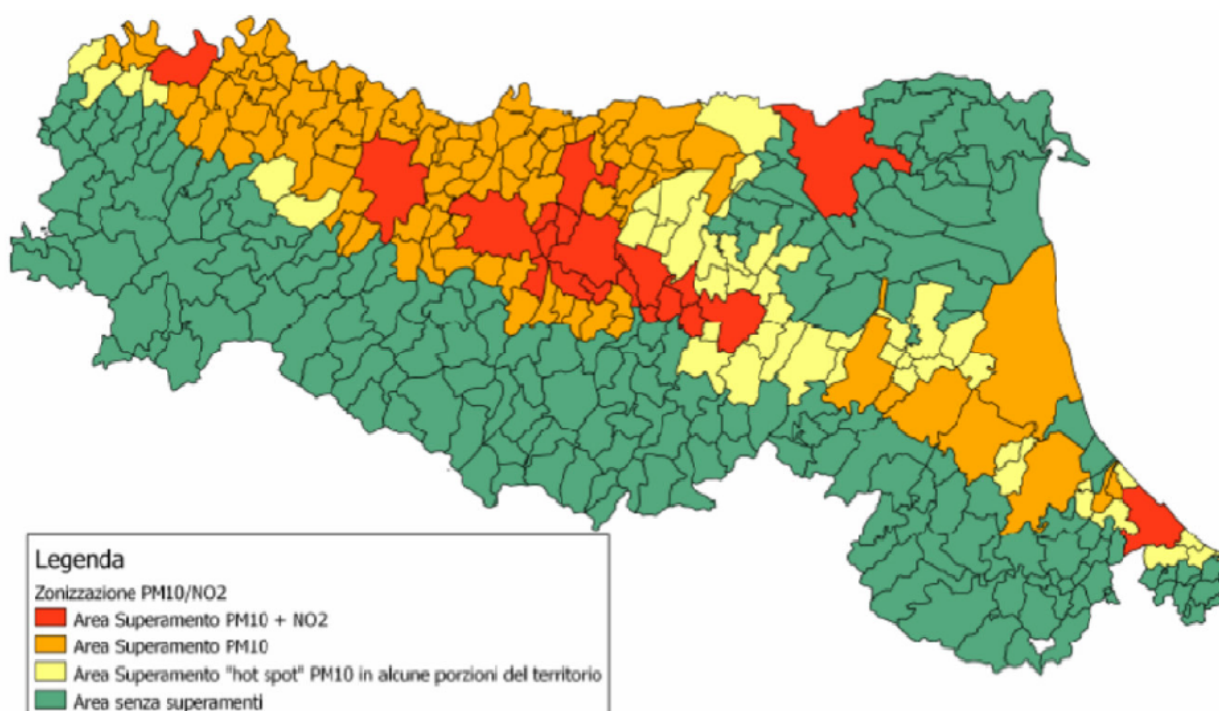 Legenda
Zonizzazione PM10/NO2
Area Superamento PM10 + NO2
Area Superamento PM10
Area Superamento "hot spot" PM10 in alcune porzioni del territorio
Area senza superamenti